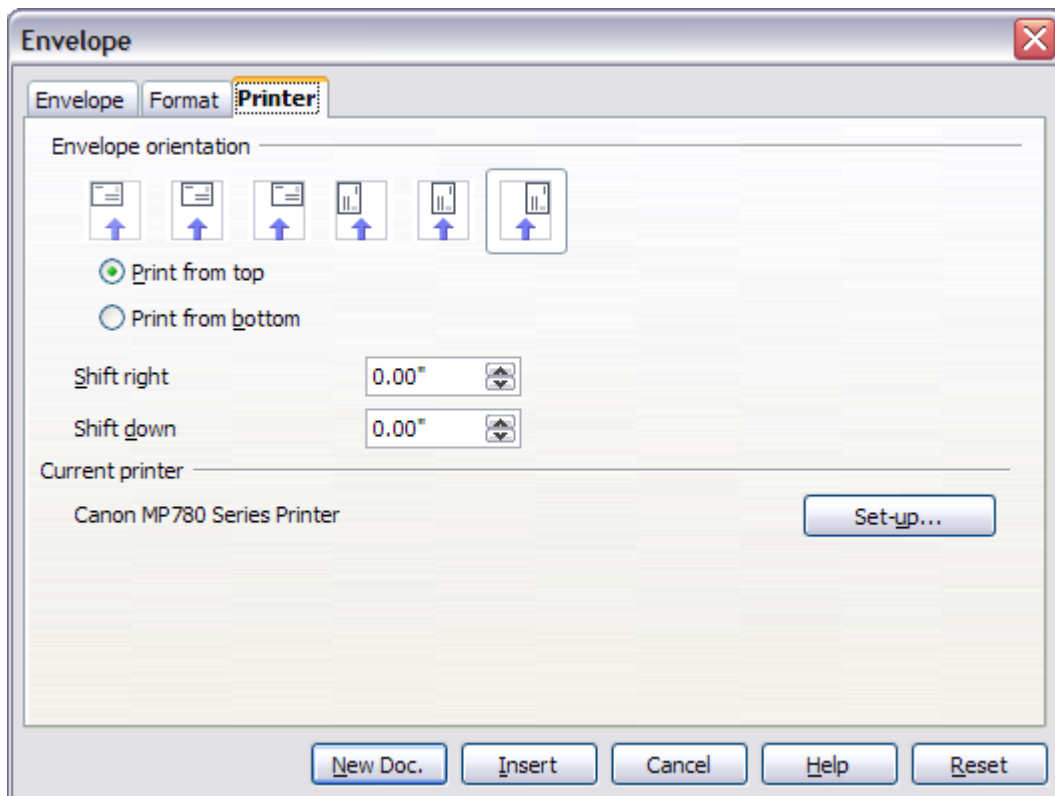 Envelope
Envelope Format Printer
Envelope orientation
Print from top
Print from bottom
Shift right 0.00"
Shift down 0.00"
Current printer
Canon MP780 Series Printer Set-up...
New Doc. Insert Cancel Help Reset